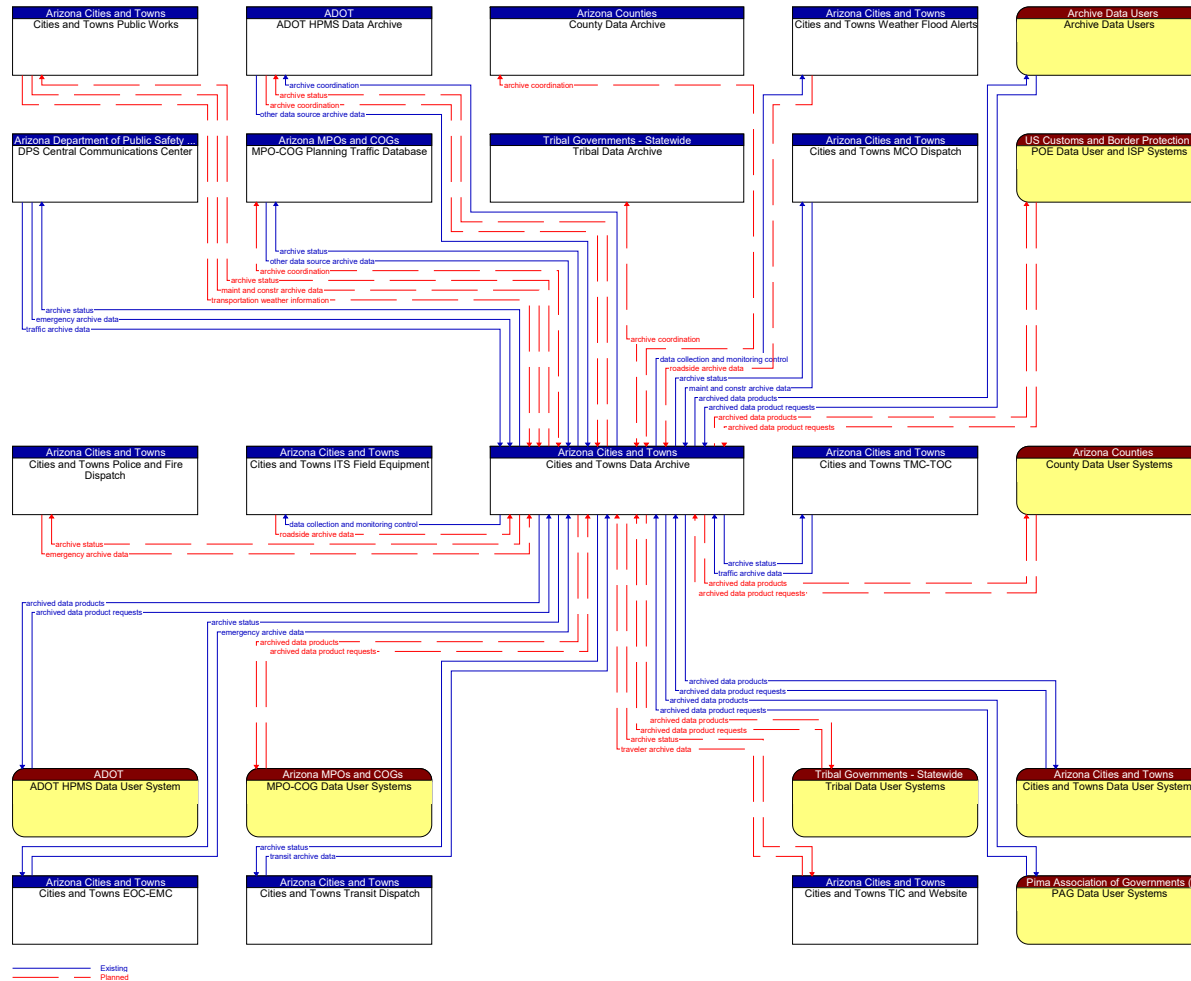 Arizona Cities and Towns
Cities and Towns Public Works
ADOT
ADOT HPMS Data Archive
Arizona Counties
County Data Archive
Arizona Cities and Towns
Cities and Towns Weather Flood Alerts
Archive Data Users
Archive Data Users
archive coordination
archive status
archive coordination
other data source archive data
archive coordination
Arizona Department of Public Safety ...
DPS Central Communications Center
Arizona MPOs and COGs
MPO-COG Planning Traffic Database
Tribal Governments - Statewide
Tribal Data Archive
Arizona Cities and Towns
Cities and Towns MCO Dispatch
US Customs and Border Protection
POE Data User and ISP Systems
archive status
other data source archive data
archive coordination
archive status
maint and constr archive data
transportation weather information
archive status
emergency archive data
traffic archive data
archive coordination
data collection and monitoring control
roadside archive data
archive status
maint and constr archive data
archived data products
archived data product requests
archived data products
archived data product requests
Arizona Cities and Towns
Cities and Towns Police and Fire
Dispatch
Arizona Cities and Towns
Cities and Towns ITS Field Equipment
Arizona Cities and Towns
Cities and Towns Data Archive
Arizona Cities and Towns
Cities and Towns TMC-TOC
Arizona Counties
County Data User Systems
data collection and monitoring control
roadside archive data
archive status
emergency archive data
archive status
traffic archive data
archived data products
archived data product requests
archived data products
archived data product requests
archive status
emergency archive data
archived data products
archived data product requests
archived data products
archived data product requests
archived data products
archived data product requests
archived data products
archived data product requests
archive status
traveler archive data
ADOT
ADOT HPMS Data User System
Arizona MPOs and COGs
MPO-COG Data User Systems
Tribal Governments - Statewide
Tribal Data User Systems
Arizona Cities and Towns
Cities and Towns Data User System
archive status
transit archive data
Arizona Cities and Towns
Cities and Towns EOC-EMC
Arizona Cities and Towns
Cities and Towns Transit Dispatch
Arizona Cities and Towns
Cities and Towns TIC and Website
Pima Association of Governments (
PAG Data User Systems
Existing
Planned